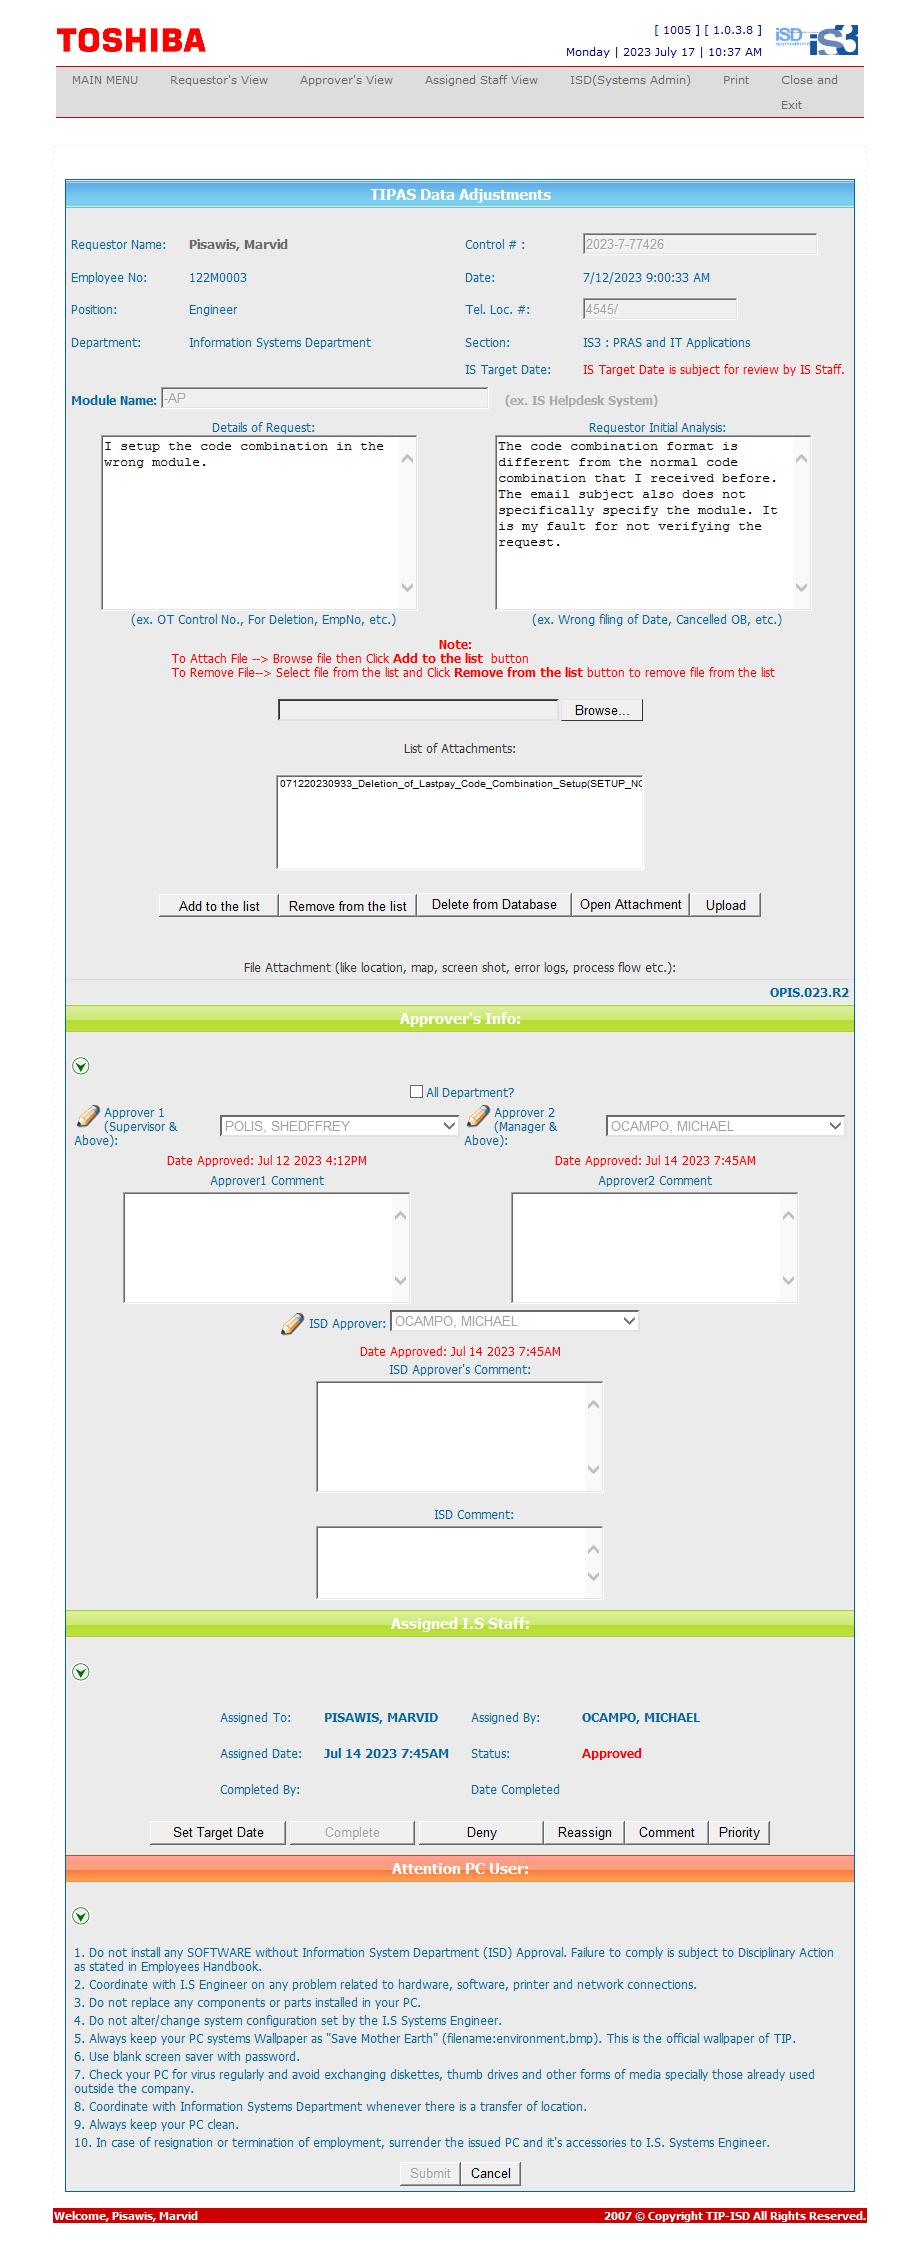 TOSHIBA
[ 1005 ] [ 1.0.3.8 ]
Monday | 2023 July 17 | 10:37 AM
ISD
iS3
MAIN MENU Requestor's View Approver's View Assigned Staff View ISD(Systems Admin) Print Close and Exit
TIPAS Data Adjustments
Requestor Name: Pisawis, Marvid Control # : 2023-7-77426
Employee No: 122M0003 Date: 7/12/2023 9:00:33 AM
Position: Engineer Tel. Loc. #: 4545/
Department: Information Systems Department Section: IS3 : PRAS and IT Applications
IS Target Date: IS Target Date is subject for review by IS Staff.
Module Name: -AP (ex. IS Helpdesk System)
Details of Request:
I setup the code combination in the
wrong module.
(ex. OT Control No., For Deletion, EmpNo, etc.)
Requestor Initial Analysis:
The code combination format is
different from the normal code
combination that I received before.
The email subject also does not
specifically specify the module. It
is my fault for not verifying the
request.
(ex. Wrong filing of Date, Cancelled OB, etc.)
Note:
To Attach File --> Browse file then Click Add to the list button
To Remove File--> Select file from the list and Click Remove from the list button to remove file from the list
Browse...
List of Attachments:
071220230933_Deletion_of_Lastpay_Code_Combination_Setup(SETUP_NC
Add to the list Remove from the list Delete from Database Open Attachment Upload
File Attachment (like location, map, screen shot, error logs, process flow etc.):
OPIS.023.R2
Approver's Info:
All Department?
Approver 1
(Supervisor &
Above):
POLIS, SHEDFFREY
Approver 2
(Manager &
Above):
OCAMPO, MICHAEL
Date Approved: Jul 12 2023 4:12PM Date Approved: Jul 14 2023 7:45AM
Approver1 Comment Approver2 Comment
ISD Approver: OCAMPO, MICHAEL
Date Approved: Jul 14 2023 7:45AM
ISD Approver's Comment:
ISD Comment:
Assigned I.S Staff:
Assigned To: PISAWIS, MARVID Assigned By: OCAMPO, MICHAEL
Assigned Date: Jul 14 2023 7:45AM Status: Approved
Completed By: Date Completed
Set Target Date Complete Deny Reassign Comment Priority
Attention PC User:
1. Do not install any SOFTWARE without Information System Department (ISD) Approval. Failure to comply is subject to Disciplinary Action
as stated in Employees Handbook.
2. Coordinate with I.S Engineer on any problem related to hardware, software, printer and network connections.
3. Do not replace any components or parts installed in your PC.
4. Do not alter/change system configuration set by the I.S Systems Engineer.
5. Always keep your PC systems Wallpaper as "Save Mother Earth" (filename:environment.bmp). This is the official wallpaper of TIP.
6. Use blank screen saver with password.
7. Check your PC for virus regularly and avoid exchanging diskettes, thumb drives and other forms of media specially those already used
outside the company.
8. Coordinate with Information Systems Department whenever there is a transfer of location.
9. Always keep your PC clean.
10. In case of resignation or termination of employment, surrender the issued PC and it's accessories to I.S. Systems Engineer.
Submit Cancel
Welcome, Pisawis, Marvid 2007 © Copyright TIP-ISD All Rights Reserved.